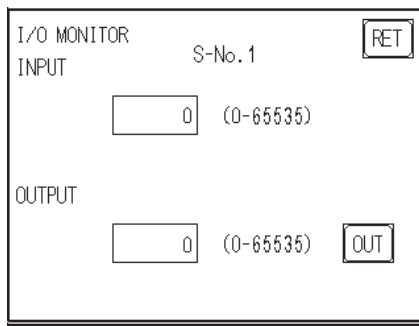 I/O MONITOR
S-No.1
RET
INPUT
0 (0-65535)
OUTPUT
0 (0-65535) OUT